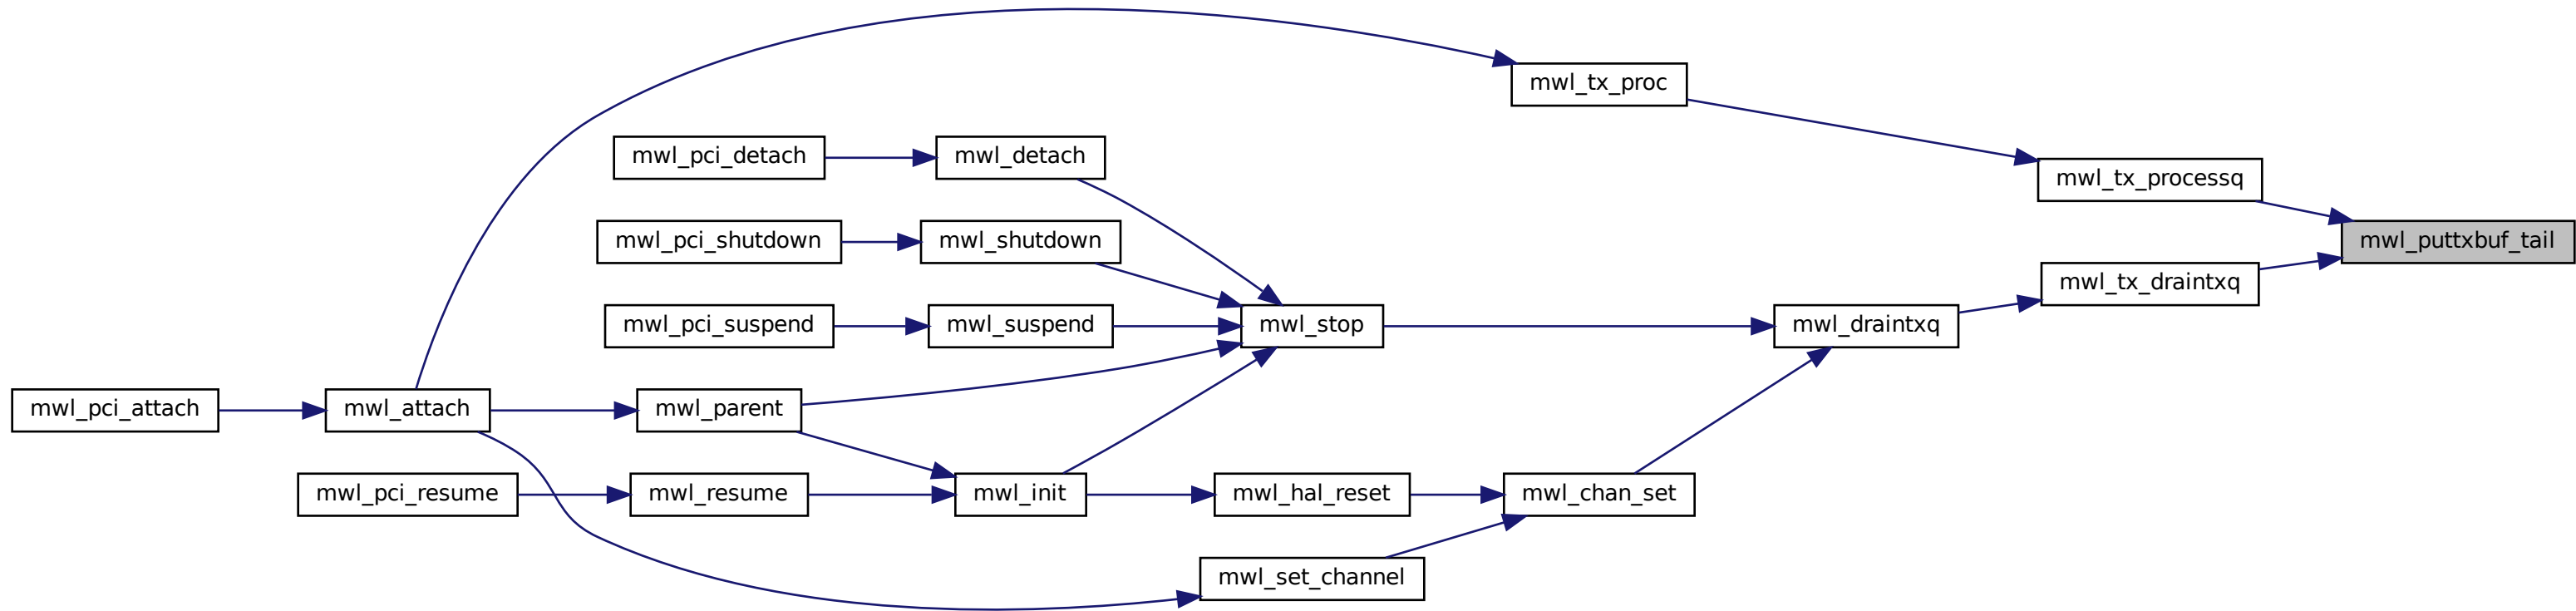 mwl_tx_proc
mwl_pci_detach
mwl_detach
mwl_tx_processq
mwl_pci_shutdown
mwl_shutdown
mwl_puttxbuf_tail
mwl_tx_draintxq
mwl_pci_suspend
mwl_suspend
mwl_stop
mwl_draintxq
mwl_pci_attach
mwl_attach
mwl_parent
mwl_pci_resume
mwl_resume
mwl_init
mwl_hal_reset
mwl_chan_set
mwl_set_channel